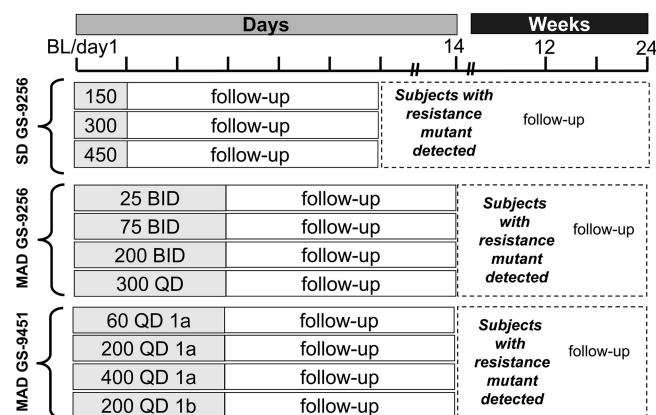 Days
Weeks
BL/day1
14
12
24
SD GS-9256
150
follow-up
300
follow-up
450
follow-up
Subjects with
resistance
mutant
detected
follow-up
MAD GS-9256
25 BID
follow-up
75 BID
follow-up
200 BID
follow-up
300 QD
follow-up
Subjects
with
resistance
mutant
detected
follow-up
MAD GS-9451
60 QD 1a
follow-up
200 QD 1a
follow-up
400 QD 1a
follow-up
200 QD 1b
follow-up
Subjects
with
resistance
mutant
detected
follow-up